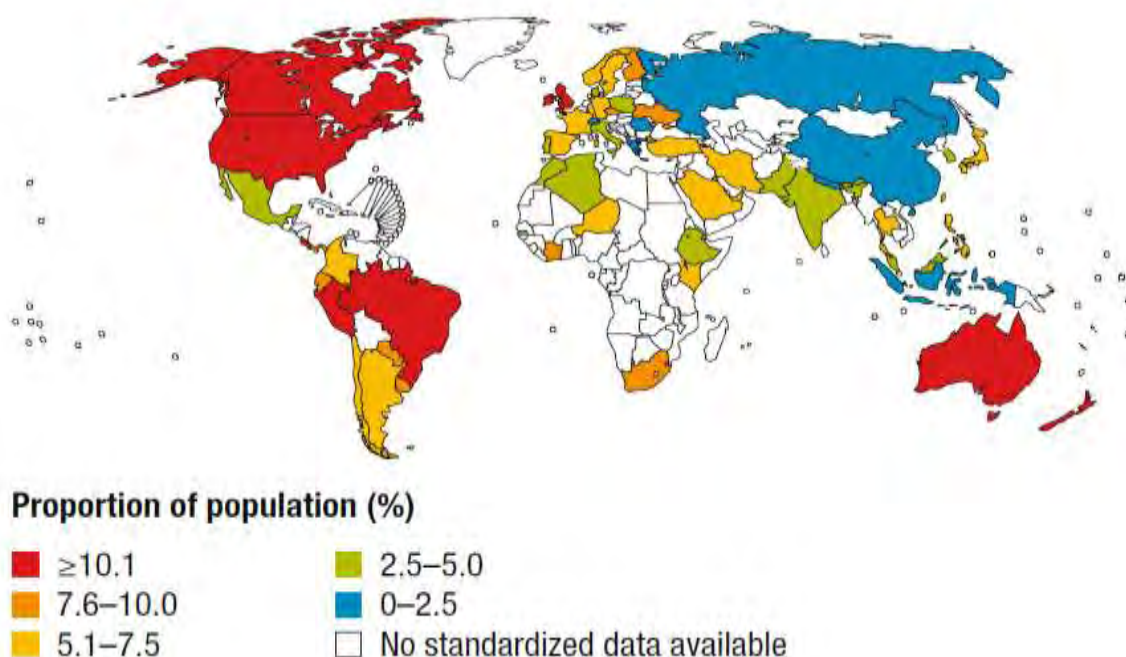 Proportion of population (%)
≥10.1
7.6–10.0
5.1–7.5
2.5–5.0
0–2.5
No standardized data available